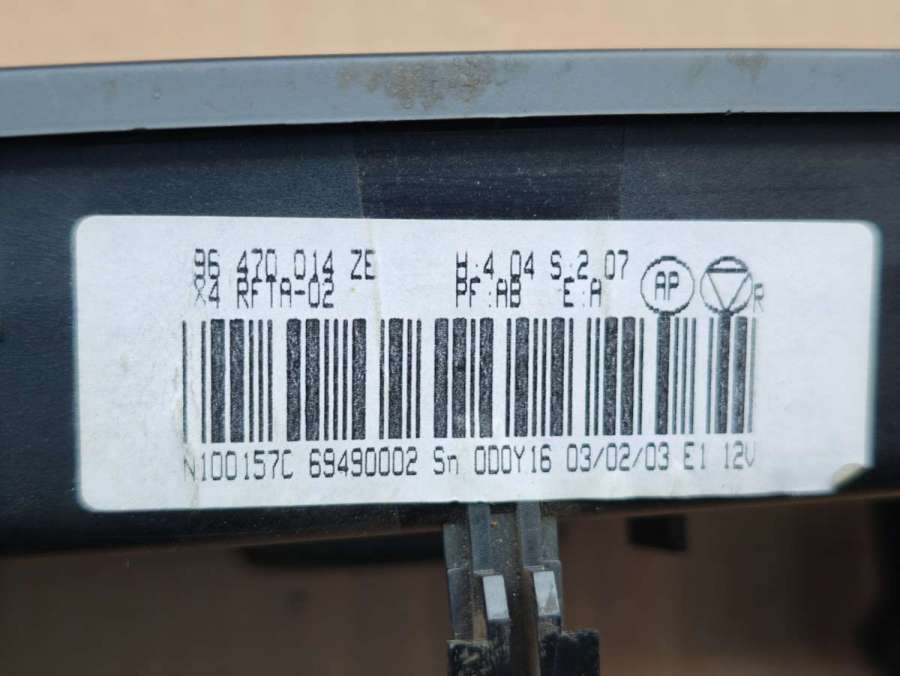 96 470 014 ZE H:4.04 S:2.07
X4 RFTA-02 PF:AB E:A AP R
N100157C 69490002 Sn 0D0Y16 03/02/03 E1 12V